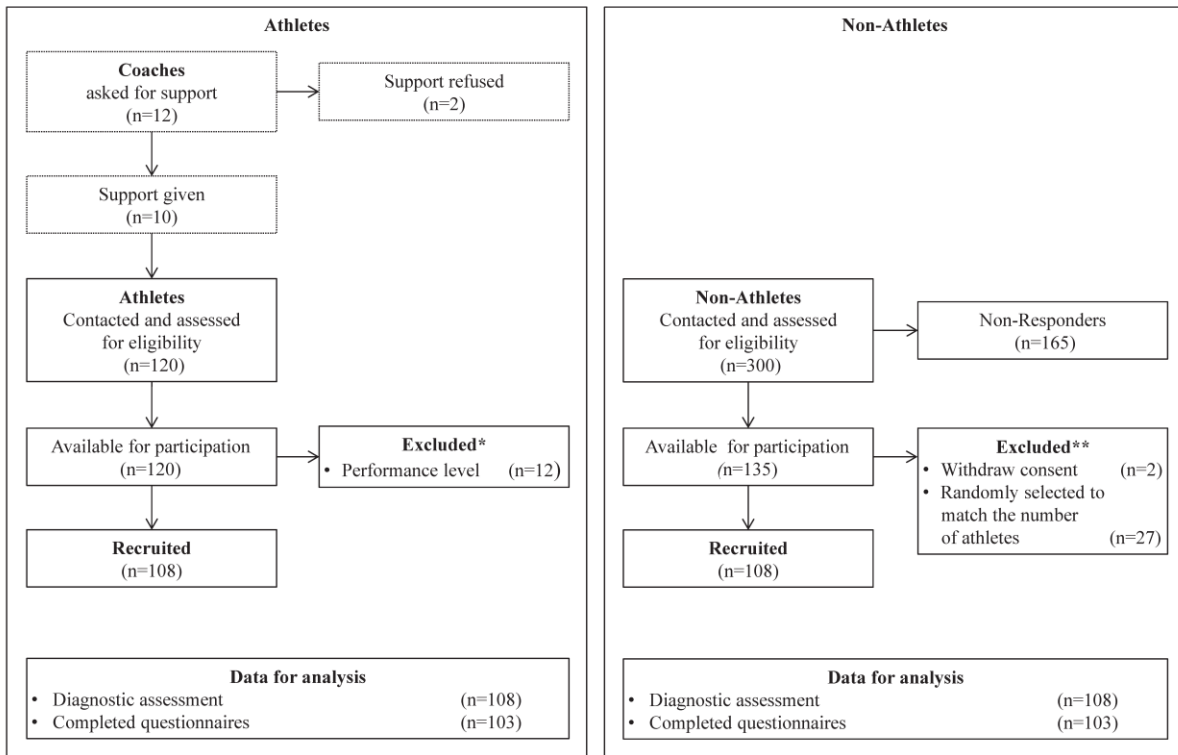 Athletes
Coaches
asked for support
(n=12)
Support refused
(n=2)
Support given
(n=10)
Athletes
Contacted and assessed
for eligibility
(n=120)
Available for participation
(n=120)
Excluded*
• Performance level (n=12)
Recruited
(n=108)
Data for analysis
• Diagnostic assessment (n=108)
• Completed questionnaires (n=103)
Non-Athletes
Non-Athletes
Contacted and assessed
for eligibility
(n=300)
Non-Responders
(n=165)
Available for participation
(n=135)
Excluded**
• Withdraw consent (n=2)
• Randomly selected to
match the number
of athletes (n=27)
Recruited
(n=108)
Data for analysis
• Diagnostic assessment (n=108)
• Completed questionnaires (n=103)